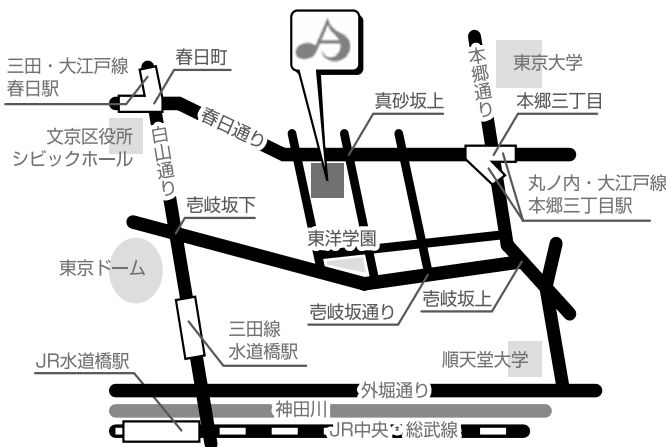 三田・大江戸線
春日駅
春日町
文京区役所
シビックホール
白山通り
春日通り
真砂坂上
本郷通り
東京大学
本郷三丁目
丸ノ内・大江戸線
本郷三丁目駅
壱岐坂下
東洋学園
東京ドーム
壱岐坂通り
壱岐坂上
三田線
水道橋駅
順天堂大学
JR水道橋駅
外堀通り
神田川
JR中央・総武線